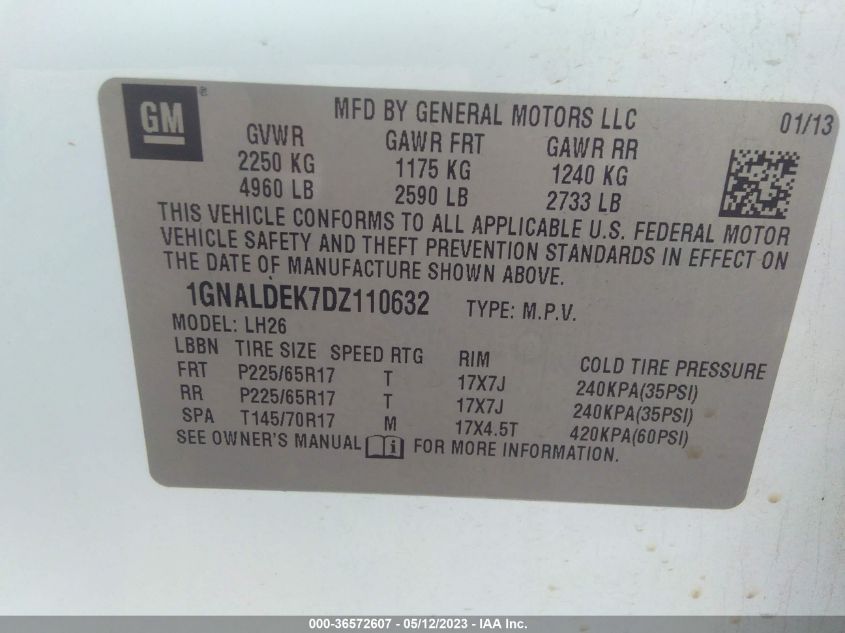 GM ®
MFD BY GENERAL MOTORS LLC 01/13
GVWR GAWR FRT GAWR RR
2250 KG 1175 KG 1240 KG
4960 LB 2590 LB 2733 LB
THIS VEHICLE CONFORMS TO ALL APPLICABLE U.S. FEDERAL MOTOR
VEHICLE SAFETY AND THEFT PREVENTION STANDARDS IN EFFECT ON
THE DATE OF MANUFACTURE SHOWN ABOVE.
1GNALDEK7DZ110632 TYPE: M.P.V.
MODEL: LH26
LBBN TIRE SIZE SPEED RTG RIM COLD TIRE PRESSURE
FRT P225/65R17 T 17X7J 240KPA(35PSI)
RR P225/65R17 T 17X7J 240KPA(35PSI)
SPA T145/70R17 M 17X4.5T 420KPA(60PSI)
SEE OWNER'S MANUAL FOR MORE INFORMATION.
000-36572607 - 05/12/2023 - IAA Inc.